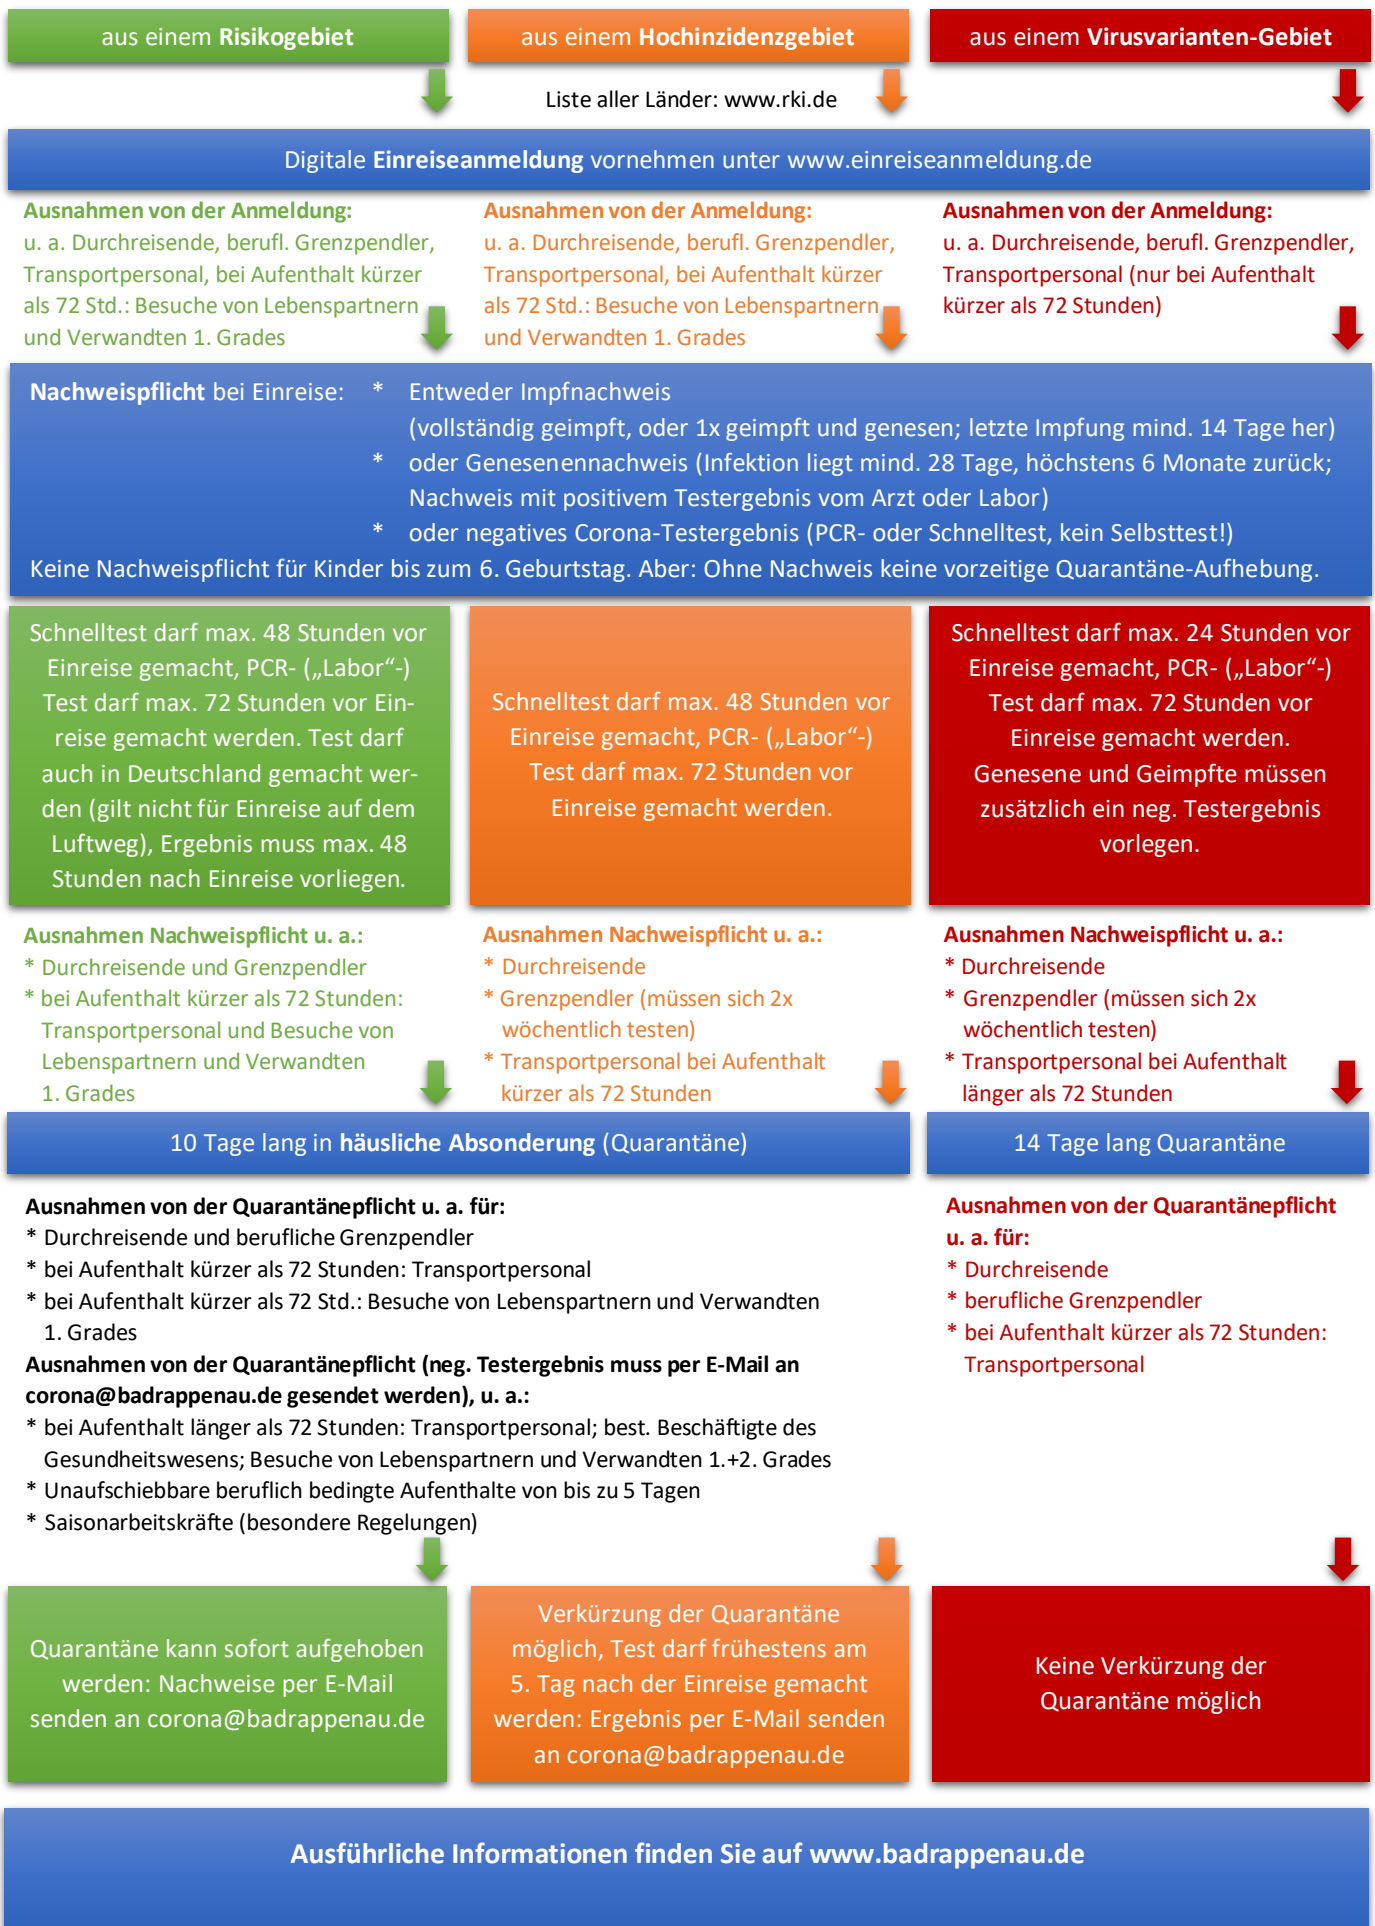 aus einem Risikogebiet
aus einem Hochinzidenzgebiet
aus einem Virusvarianten-Gebiet
Liste aller Länder: www.rki.de
Digitale Einreiseanmeldung vornehmen unter www.einreiseanmeldung.de
Ausnahmen von der Anmeldung:
u. a. Durchreisende, berufl. Grenzpendler,
Transportpersonal, bei Aufenthalt kürzer
als 72 Std.: Besuche von Lebenspartnern
und Verwandten 1. Grades
Ausnahmen von der Anmeldung:
u. a. Durchreisende, berufl. Grenzpendler,
Transportpersonal, bei Aufenthalt kürzer
als 72 Std.: Besuche von Lebenspartnern
und Verwandten 1. Grades
Ausnahmen von der Anmeldung:
u. a. Durchreisende, berufl. Grenzpendler,
Transportpersonal (nur bei Aufenthalt
kürzer als 72 Stunden)
Nachweispflicht bei Einreise: * Entweder Impfnachweis
(vollständig geimpft, oder 1x geimpft und genesen; letzte Impfung mind. 14 Tage her)
* oder Genesenennachweis (Infektion liegt mind. 28 Tage, höchstens 6 Monate zurück;
Nachweis mit positivem Testergebnis vom Arzt oder Labor)
* oder negatives Corona-Testergebnis (PCR- oder Schnelltest, kein Selbsttest!)
Keine Nachweispflicht für Kinder bis zum 6. Geburtstag. Aber: Ohne Nachweis keine vorzeitige Quarantäne-Aufhebung.
Schnelltest darf max. 48 Stunden vor
Einreise gemacht, PCR- („Labor“-)
Test darf max. 72 Stunden vor Ein-
reise gemacht werden. Test darf
auch in Deutschland gemacht wer-
den (gilt nicht für Einreise auf dem
Luftweg), Ergebnis muss max. 48
Stunden nach Einreise vorliegen.
Schnelltest darf max. 48 Stunden vor
Einreise gemacht, PCR- („Labor“-)
Test darf max. 72 Stunden vor
Einreise gemacht werden.
Schnelltest darf max. 24 Stunden vor
Einreise gemacht, PCR- („Labor“-)
Test darf max. 72 Stunden vor
Einreise gemacht werden.
Genesene und Geimpfte müssen
zusätzlich ein neg. Testergebnis
vorlegen.
Ausnahmen Nachweispflicht u. a.:
* Durchreisende und Grenzpendler
* bei Aufenthalt kürzer als 72 Stunden:
Transportpersonal und Besuche von
Lebenspartnern und Verwandten
1. Grades
Ausnahmen Nachweispflicht u. a.:
* Durchreisende
* Grenzpendler (müssen sich 2x
wöchentlich testen)
* Transportpersonal bei Aufenthalt
kürzer als 72 Stunden
Ausnahmen Nachweispflicht u. a.:
* Durchreisende
* Grenzpendler (müssen sich 2x
wöchentlich testen)
* Transportpersonal bei Aufenthalt
länger als 72 Stunden
10 Tage lang in häusliche Absonderung (Quarantäne)
14 Tage lang Quarantäne
Ausnahmen von der Quarantänepflicht u. a. für:
* Durchreisende und berufliche Grenzpendler
* bei Aufenthalt kürzer als 72 Stunden: Transportpersonal
* bei Aufenthalt kürzer als 72 Std.: Besuche von Lebenspartnern und Verwandten
1. Grades
Ausnahmen von der Quarantänepflicht (neg. Testergebnis muss per E-Mail an
corona@badrappenau.de gesendet werden), u. a.:
* bei Aufenthalt länger als 72 Stunden: Transportpersonal; best. Beschäftigte des
Gesundheitswesens; Besuche von Lebenspartnern und Verwandten 1.+2. Grades
* Unaufschiebbare beruflich bedingte Aufenthalte von bis zu 5 Tagen
* Saisonarbeitskräfte (besondere Regelungen)
Ausnahmen von der Quarantänepflicht
u. a. für:
* Durchreisende
* berufliche Grenzpendler
* bei Aufenthalt kürzer als 72 Stunden:
Transportpersonal
Quarantäne kann sofort aufgehoben
werden: Nachweise per E-Mail
senden an corona@badrappenau.de
Verkürzung der Quarantäne
möglich, Test darf frühestens am
5. Tag nach der Einreise gemacht
werden: Ergebnis per E-Mail senden
an corona@badrappenau.de
Keine Verkürzung der
Quarantäne möglich
Ausführliche Informationen finden Sie auf www.badrappenau.de